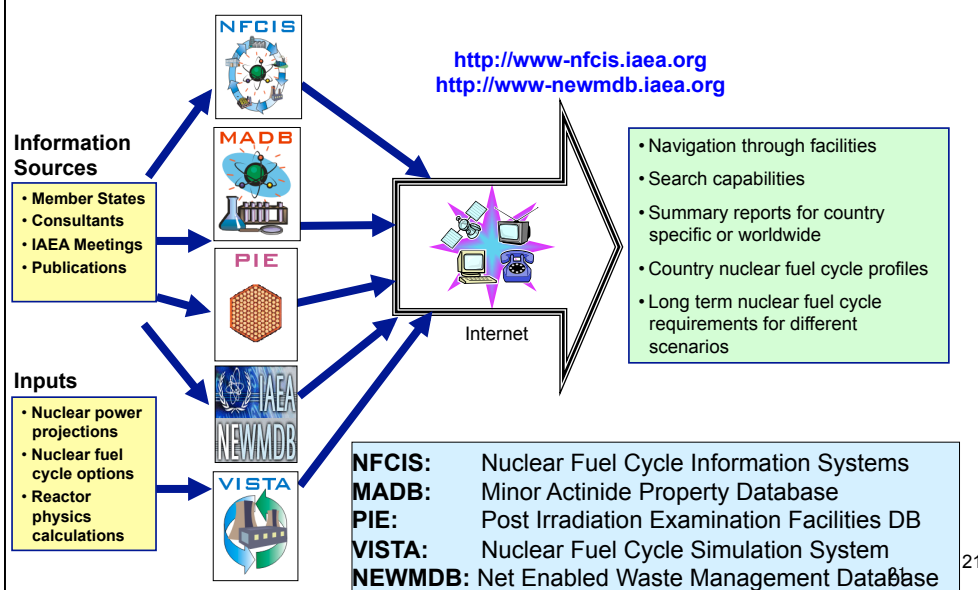 http://www-nfcis.iaea.org
http://www-newmdb.iaea.org
Information
Sources
• Member States
• Consultants
• IAEA Meetings
• Publications
Inputs
• Nuclear power
projections
• Nuclear fuel
cycle options
• Reactor
physics
calculations
NFCIS
MADB
PIE
IAEA
NEWMDB
VISTA
Internet
• Navigation through facilities
• Search capabilities
• Summary reports for country
specific or worldwide
• Country nuclear fuel cycle profiles
• Long term nuclear fuel cycle
requirements for different
scenarios
NFCIS: Nuclear Fuel Cycle Information Systems
MADB: Minor Actinide Property Database
PIE: Post Irradiation Examination Facilities DB
VISTA: Nuclear Fuel Cycle Simulation System
NEWMDB: Net Enabled Waste Management Database
21
21